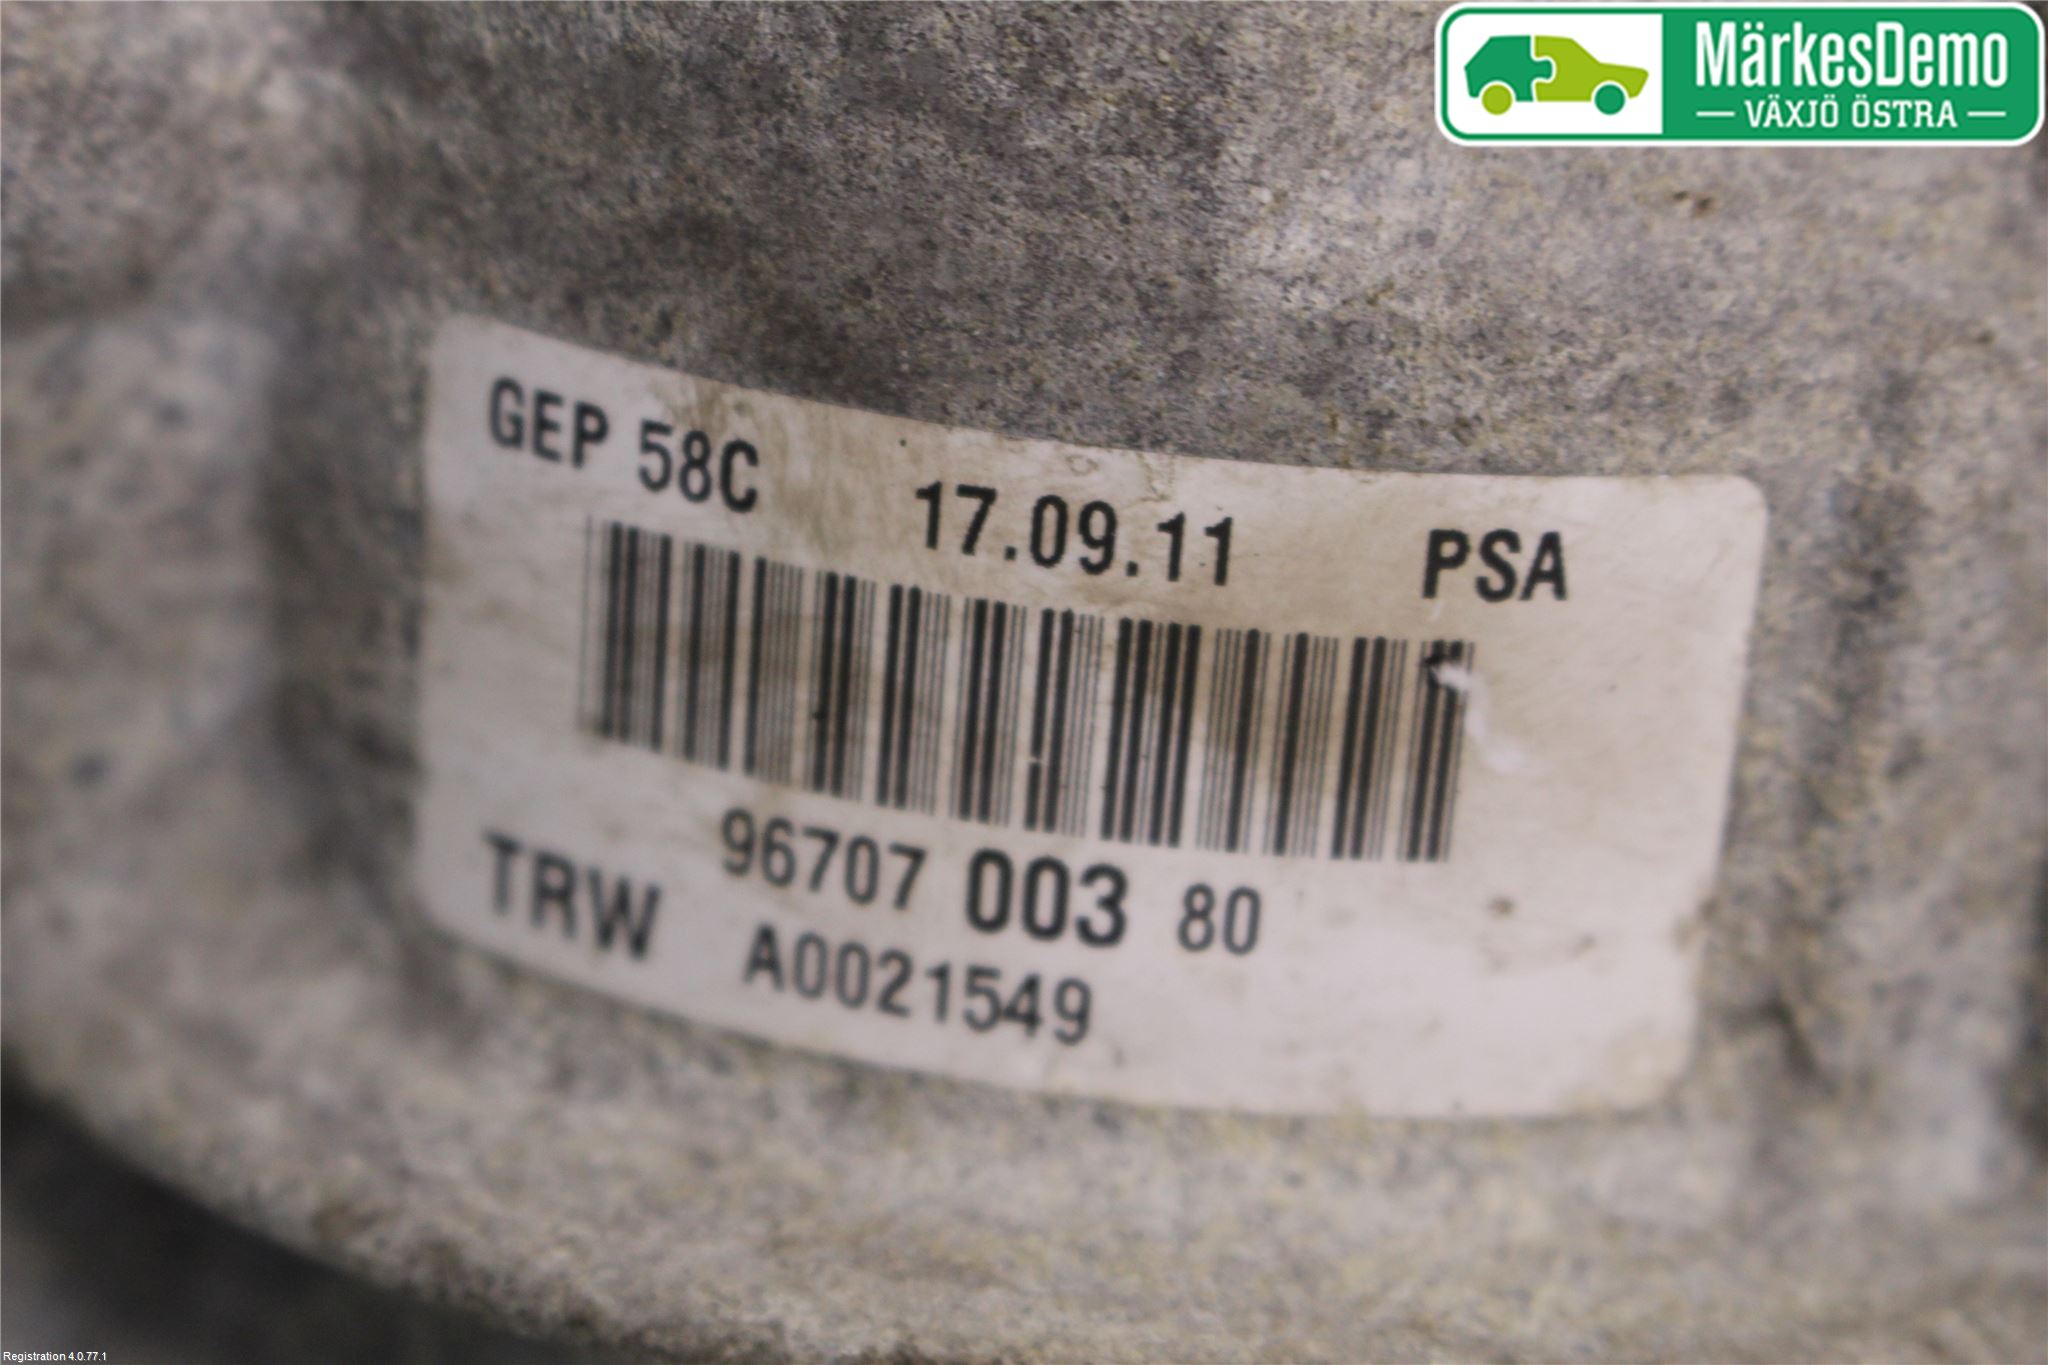 MärkesDemo
VÄXJÖ ÖSTRA
GEP 58C 17.09.11 PSA
96707 003 80
TRW A0021549
Registration 4.0.77.1